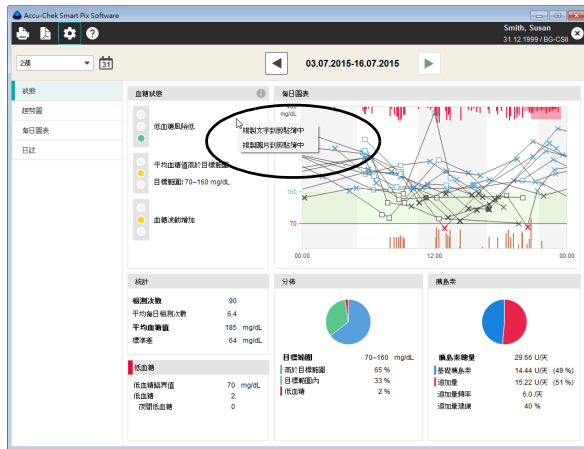 Accu-Chek Smart Pix Software
Smith, Susan
31.12.1999 / BG-CSII
2週
31
03.07.2015-16.07.2015
狀態
趨勢圖
每日圖表
日誌
血糖狀態
低血糖風險低
平均血糖值高於目標範圍
目標範圍: 70–160 mg/dL
血糖波動增加
每日圖表
mg/dL
複製文字到剪貼簿中
複製圖片到剪貼簿中
160
70
00:00
12:00
00:00
統計
檢測次數 90
平均每日檢測次數 6.4
平均血糖值 185 mg/dL
標準差 64 mg/dL
低血糖
低血糖臨界值 70 mg/dL
低血糖 2
夜間低血糖 0
分佈
目標範圍 70–160 mg/dL
高於目標範圍 65 %
目標範圍內 33 %
低血糖 2 %
胰島素
胰島素總量 29.66 U/天
基礎胰島素 14.44 U/天 (49 %)
追加量 15.22 U/天 (51 %)
追加量頻率 6.0 /天
追加量建議 40 %